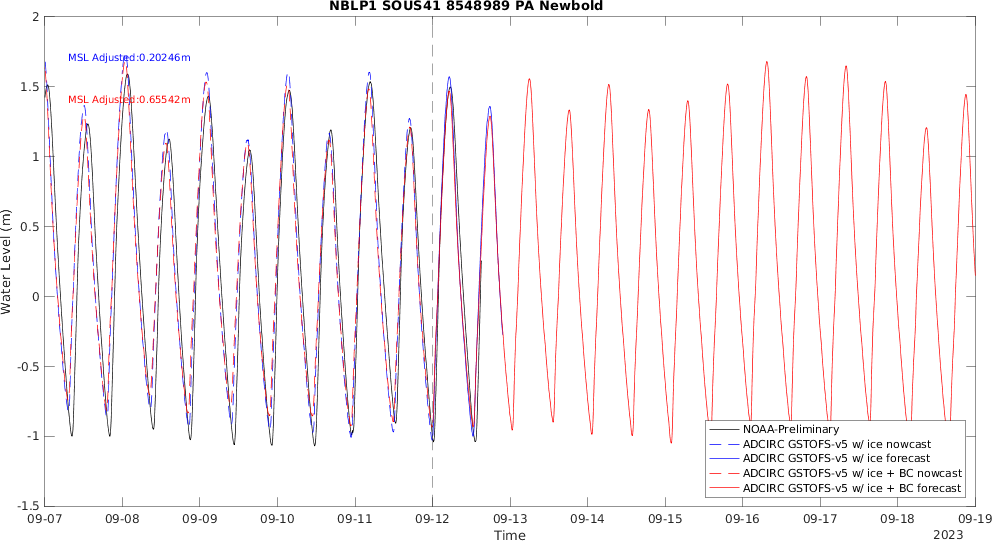 NBLP1 SOUS41 8548989 PA Newbold
2
1.5
1
0.5
0
-0.5
-1
-1.5
Water Level (m)
MSL Adjusted:0.20246m
MSL Adjusted:0.65542m
NOAA-Preliminary
ADCIRC GSTOFS-v5 w/ ice nowcast
ADCIRC GSTOFS-v5 w/ ice forecast
ADCIRC GSTOFS-v5 w/ ice + BC nowcast
ADCIRC GSTOFS-v5 w/ ice + BC forecast
09-07 09-08 09-09 09-10 09-11 09-12 09-13 09-14 09-15 09-16 09-17 09-18 09-19
Time
2023